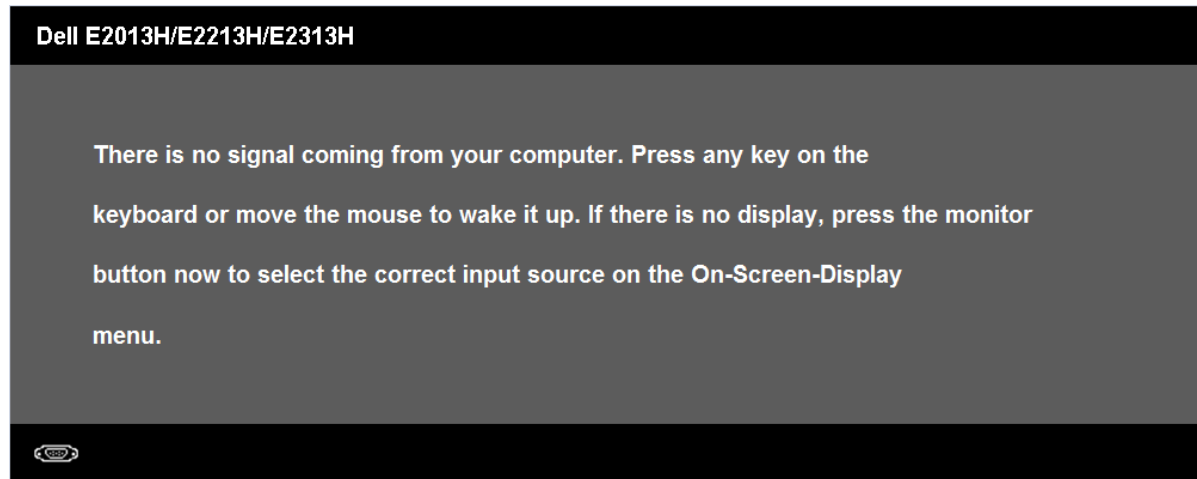 Dell E2013H/E2213H/E2313H
There is no signal coming from your computer. Press any key on the
keyboard or move the mouse to wake it up. If there is no display, press the monitor
button now to select the correct input source on the On-Screen-Display
menu.